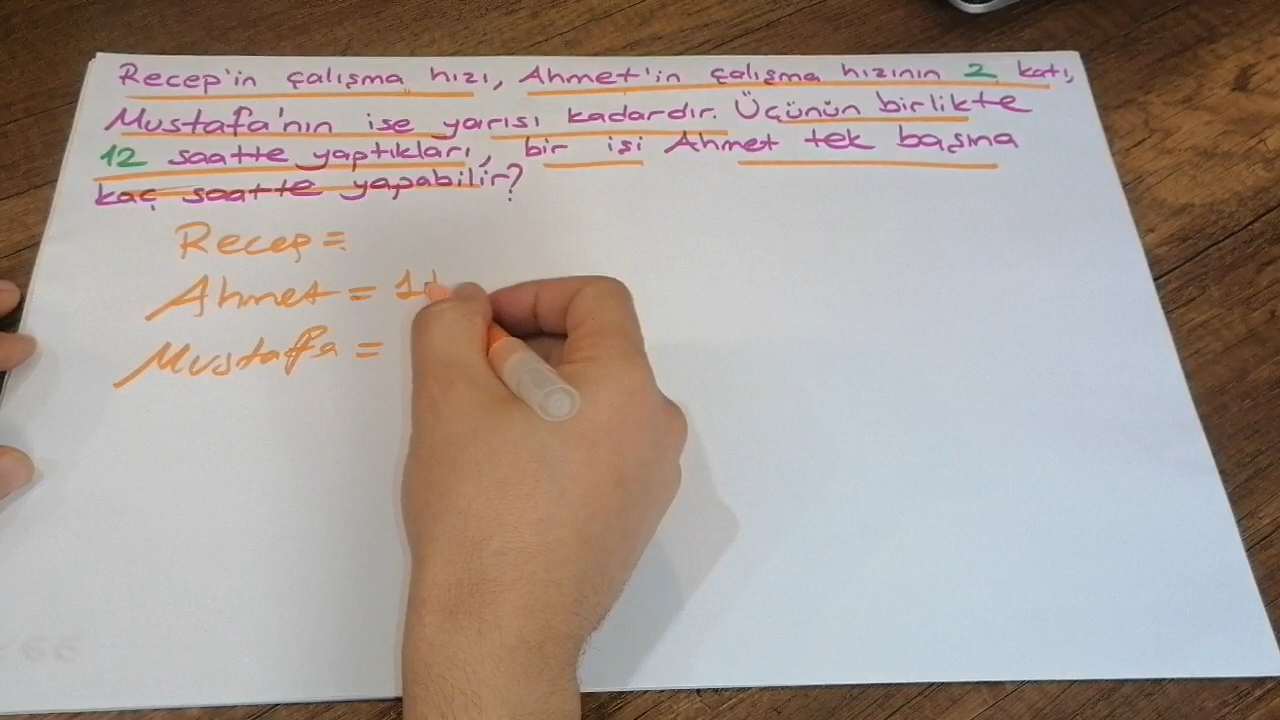 Recep'in çalışma hızı, Ahmet'in çalışma hızının 2 katı,
Mustafa'nın ise yarısı kadardır. Üçünün birlikte
12 saatte yaptıkları, bir işi Ahmet tek başına
kaç saatte yapabilir?
Recep =
Ahmet = 1
Mustafa =